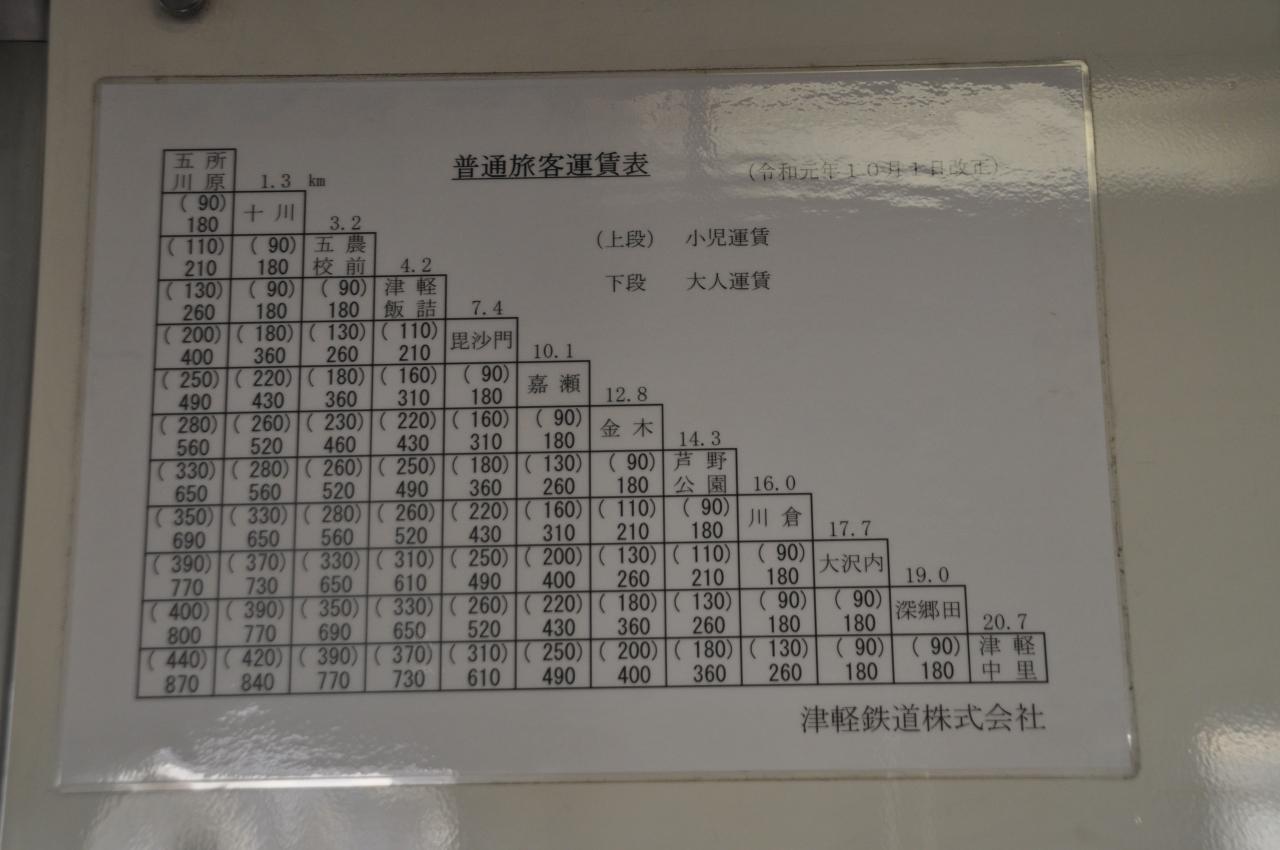 普通旅客運賃表 (令和元年１０月１日改正)
五所
川原 1.3 km
( 90) 十川
180 3.2
( 110) ( 90) 五農 (上段) 小児運賃
210 180 校前 4.2
( 130) ( 90) ( 90) 津軽 下段 大人運賃
260 180 180 飯詰 7.4
( 200) ( 180) ( 130) ( 110) 毘沙門
400 360 260 210 10.1
( 250) ( 220) ( 180) ( 160) ( 90) 嘉瀬
490 430 360 310 180 12.8
( 280) ( 260) ( 230) ( 220) ( 160) ( 90) 金木
560 520 460 430 310 180 14.3
( 330) ( 280) ( 260) ( 250) ( 180) ( 130) ( 90) 芦野
650 560 520 490 360 260 180 公園 16.0
( 350) ( 330) ( 280) ( 260) ( 220) ( 160) ( 110) ( 90) 川倉
690 650 560 520 430 310 210 180 17.7
( 390) ( 370) ( 330) ( 310) ( 250) ( 200) ( 130) ( 110) ( 90) 大沢内
770 730 650 610 490 400 260 210 180 19.0
( 400) ( 390) ( 350) ( 330) ( 260) ( 220) ( 180) ( 130) ( 90) ( 90) 深郷田
800 770 690 650 520 430 360 260 180 180 20.7
( 440) ( 420) ( 390) ( 370) ( 310) ( 250) ( 200) ( 180) ( 130) ( 90) ( 90) 津軽
870 840 770 730 610 490 400 360 260 180 180 中里
津軽鉄道株式会社